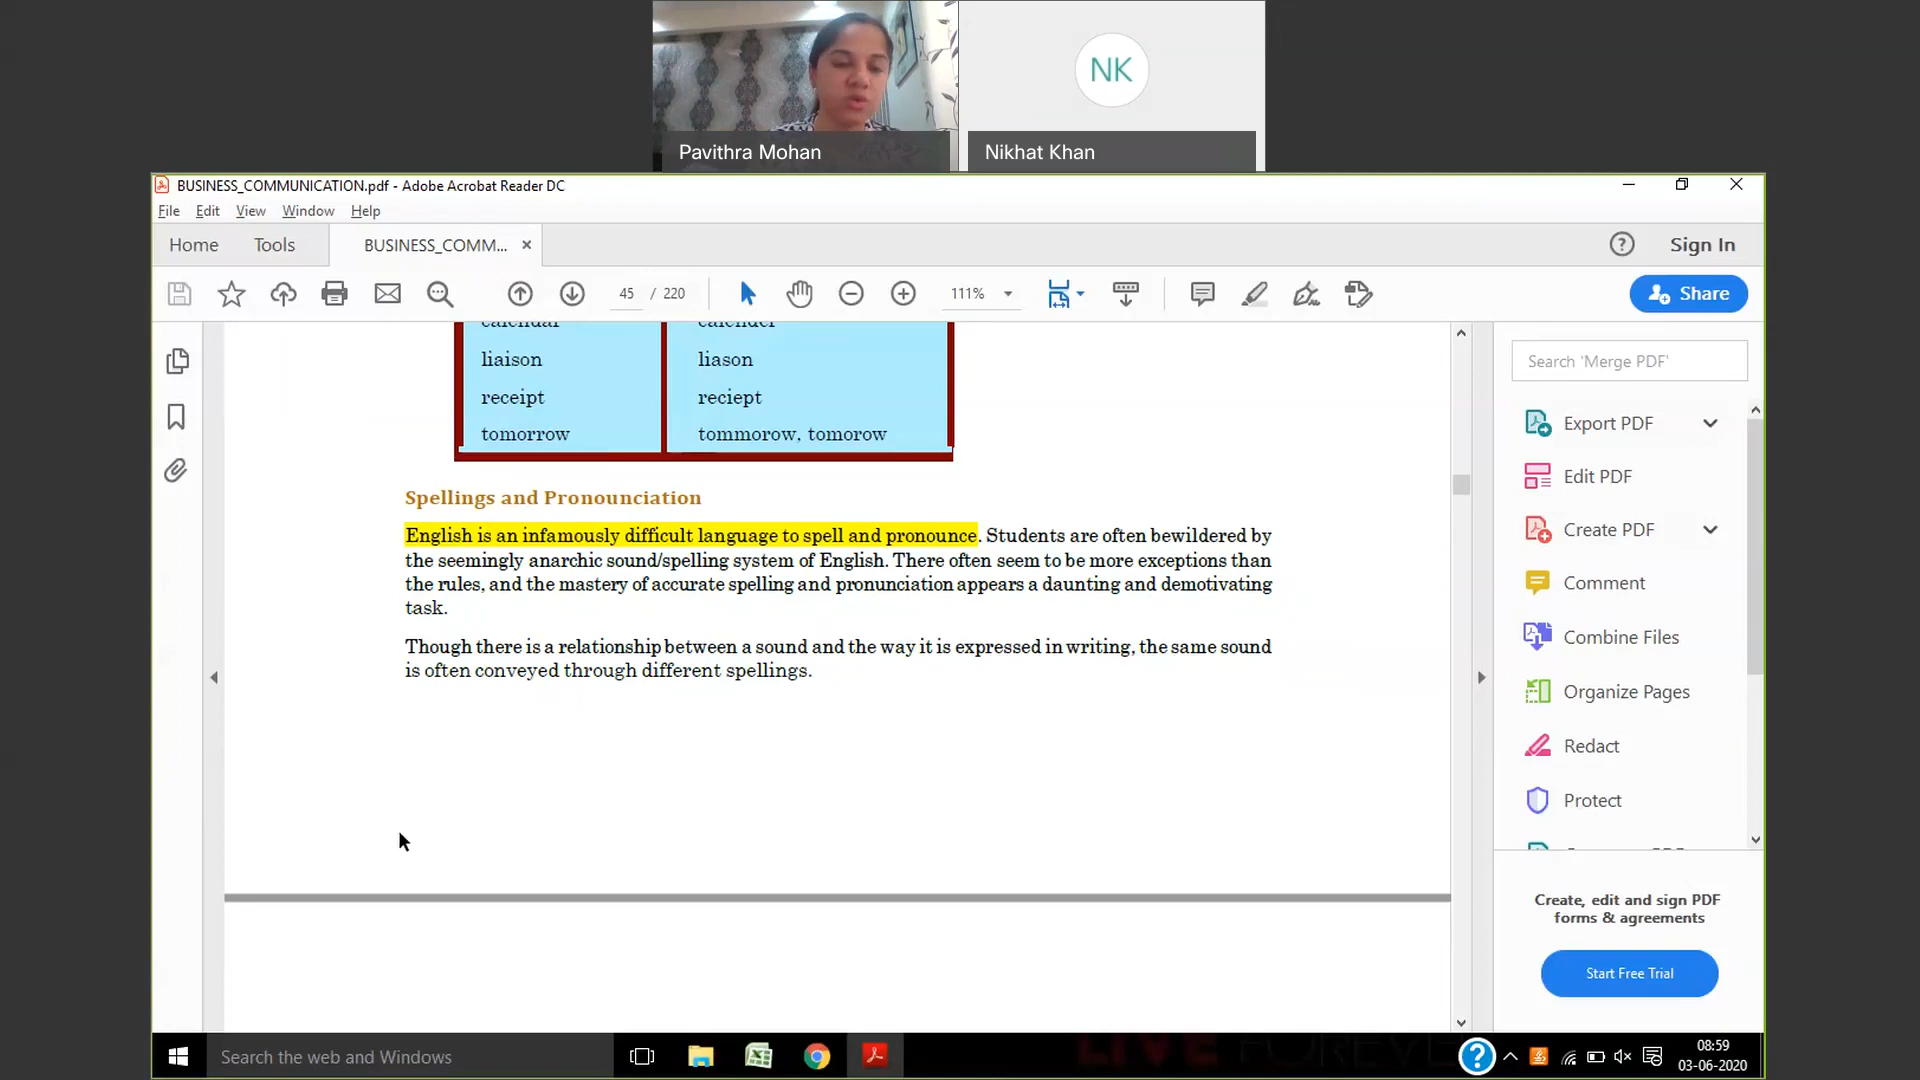 NK
Pavithra Mohan
Nikhat Khan
BUSINESS_COMMUNICATION.pdf - Adobe Acrobat Reader DC
File Edit View Window Help
Home Tools BUSINESS_COMM... Sign In
45 / 220 111% Share
calendar calender
liaison liason
receipt reciept
tomorrow tommorow, tomorow
Spellings and Pronounciation
English is an infamously difficult language to spell and pronounce. Students are often bewildered by
the seemingly anarchic sound/spelling system of English. There often seem to be more exceptions than
the rules, and the mastery of accurate spelling and pronunciation appears a daunting and demotivating
task.
Though there is a relationship between a sound and the way it is expressed in writing, the same sound
is often conveyed through different spellings.
Search 'Merge PDF'
Export PDF
Edit PDF
Create PDF
Comment
Combine Files
Organize Pages
Redact
Protect
Create, edit and sign PDF
forms & agreements
Start Free Trial
Search the web and Windows
LIVE FOREVE
08:59
03-06-2020